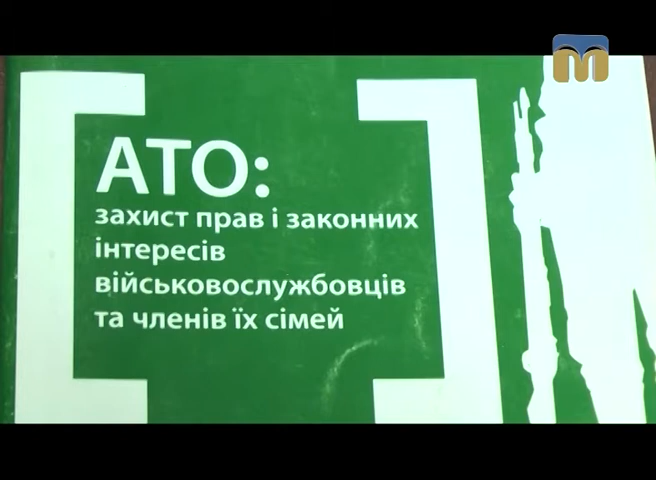 АТО:
захист прав і законних
інтересів
військовослужбовців
та членів їх сімей